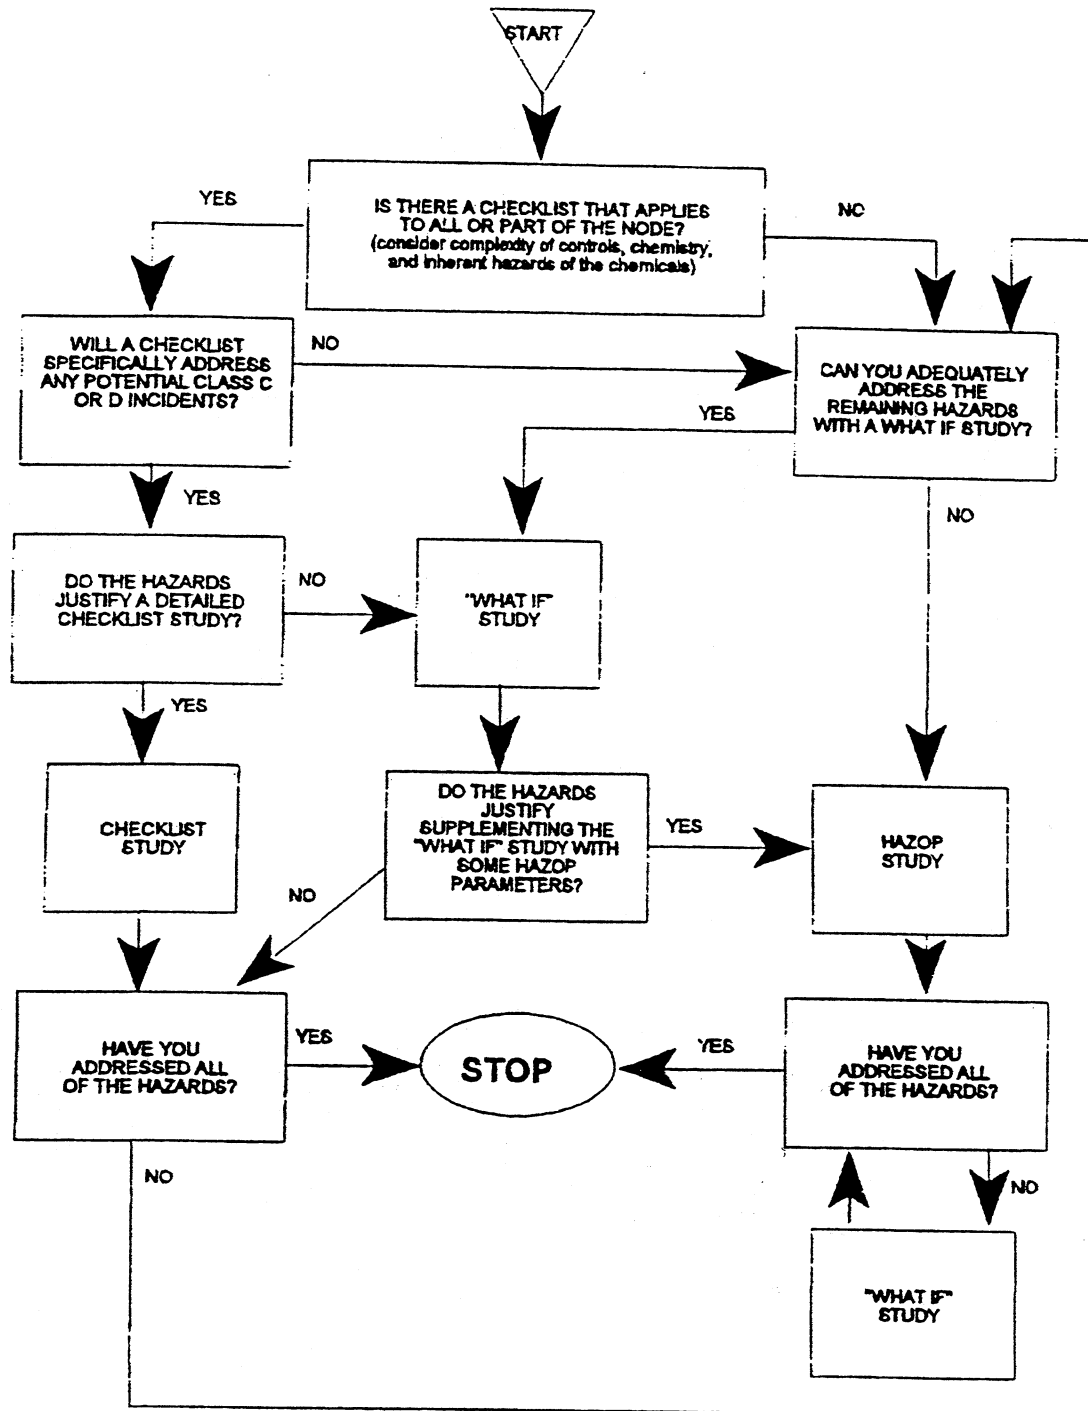 START
YES
IS THERE A CHECKLIST THAT APPLIES
TO ALL OR PART OF THE NODE?
(consider complexity of controls, chemistry,
and inherent hazards of the chemicals)
NO
WILL A CHECKLIST
SPECIFICALLY ADDRESS
ANY POTENTIAL CLASS C
OR D INCIDENTS?
NO
CAN YOU ADEQUATELY
ADDRESS THE
REMAINING HAZARDS
WITH A WHAT IF STUDY?
YES
YES
NO
DO THE HAZARDS
JUSTIFY A DETAILED
CHECKLIST STUDY?
NO
"WHAT IF"
STUDY
YES
CHECKLIST
STUDY
DO THE HAZARDS
JUSTIFY
SUPPLEMENTING THE
"WHAT IF" STUDY WITH
SOME HAZOP
PARAMETERS?
YES
HAZOP
STUDY
NO
HAVE YOU
ADDRESSED ALL
OF THE HAZARDS?
YES
STOP
YES
HAVE YOU
ADDRESSED ALL
OF THE HAZARDS?
NO
NO
"WHAT IF"
STUDY